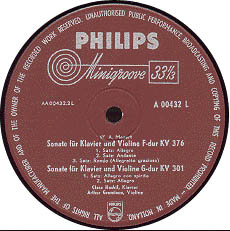 ALL RIGHTS OF THE MANUFACTURER AND OF THE OWNER OF THE RECORDED WORK RESERVED. UNAUTHORISED PUBLIC PERFORMANCE, BROADCASTING AND COPYING OF THIS RECORD PROHIBITED - MADE IN HOLLAND.
PHILIPS
Minigroove 33⅓
AA 00432.2L
A 00432 L
A. Mozart
Sonate für Klavier und Violine F-dur KV 376
1. Satz: Allegro
2. Satz: Andante
3. Satz: Rondo (Allegretto grazioso)
Sonate für Klavier und Violine G-dur KV 301
1. Satz: Allegro con spirito
2. Satz: Allegro
Clara Haskil, Klavier
Arthur Grumiaux, Violine